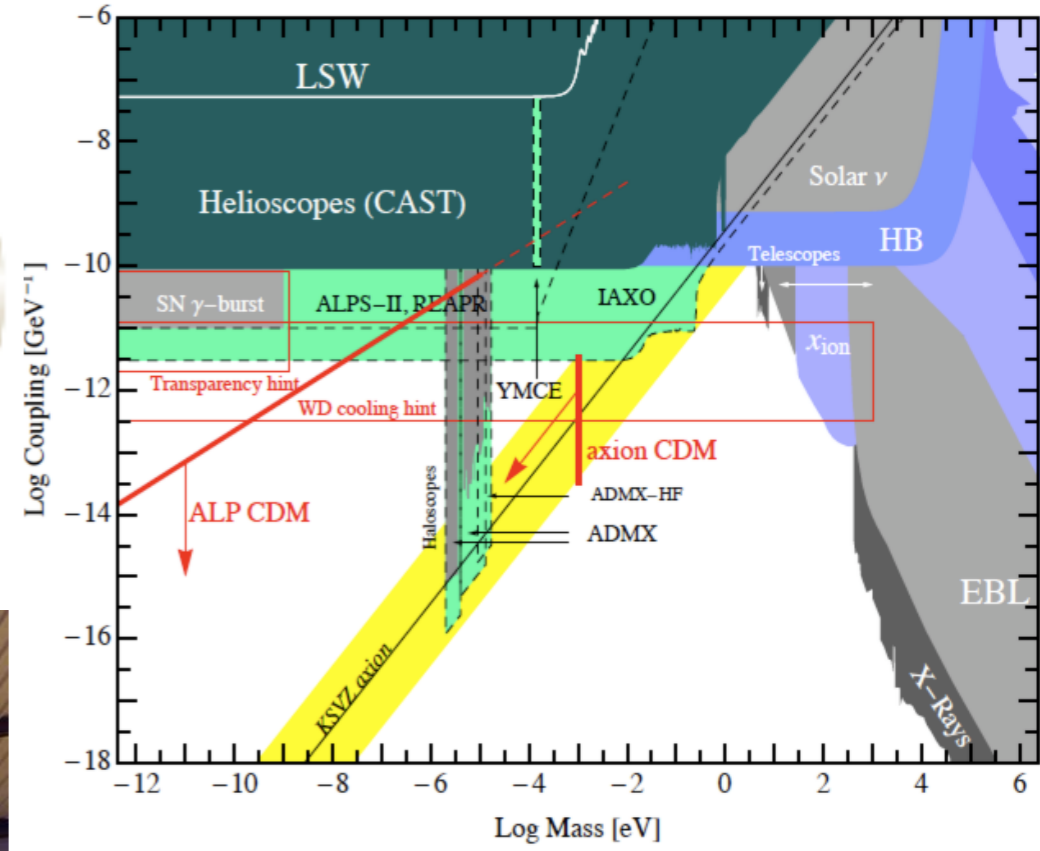 −6
−8
−10
−12
−14
−16
−18
Log Coupling [GeV⁻¹]
LSW
Helioscopes (CAST)
Solar ν
HB
Telescopes
SN γ−burst
ALPS−II, REAPR
IAXO
x_ion
Transparency hint
YMCE
WD cooling hint
axion CDM
Haloscopes
ADMX−HF
ALP CDM
ADMX
EBL
KSVZ axion
X−Rays
−12 −10 −8 −6 −4 −2 0 2 4 6
Log Mass [eV]